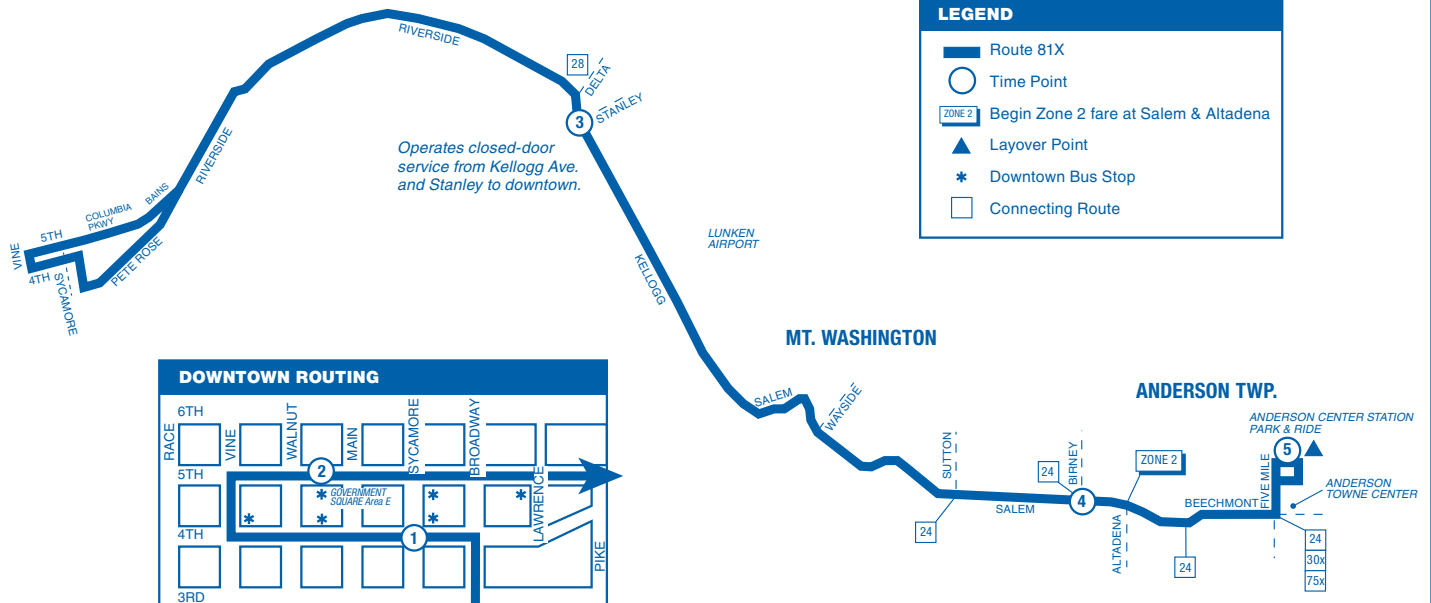 RIVERSIDE
28
DELTA
STANLEY
3
Operates closed-door
service from Kellogg Ave.
and Stanley to downtown.
RIVERSIDE
BAINS
COLUMBIA
PKWY
5TH
VINE
4TH
SYCAMORE
PETE ROSE
LUNKEN
AIRPORT
KELLOGG
LEGEND
Route 81X
Time Point
ZONE 2 Begin Zone 2 fare at Salem & Altadena
Layover Point
* Downtown Bus Stop
Connecting Route
MT. WASHINGTON
SALEM
WAYSIDE
SUTTON
24
SALEM
24
BIRNEY
4
ZONE 2
ALTADENA
24
BEECHMONT
FIVE MILE
ANDERSON TWP.
ANDERSON CENTER STATION
PARK & RIDE
5
ANDERSON
TOWNE CENTER
24
30x
75x
DOWNTOWN ROUTING
6TH
RACE
VINE
WALNUT
MAIN
SYCAMORE
BROADWAY
5TH
2
GOVERNMENT
SQUARE Area E
* * *
* * *
LAWRENCE
4TH
1
PIKE
3RD